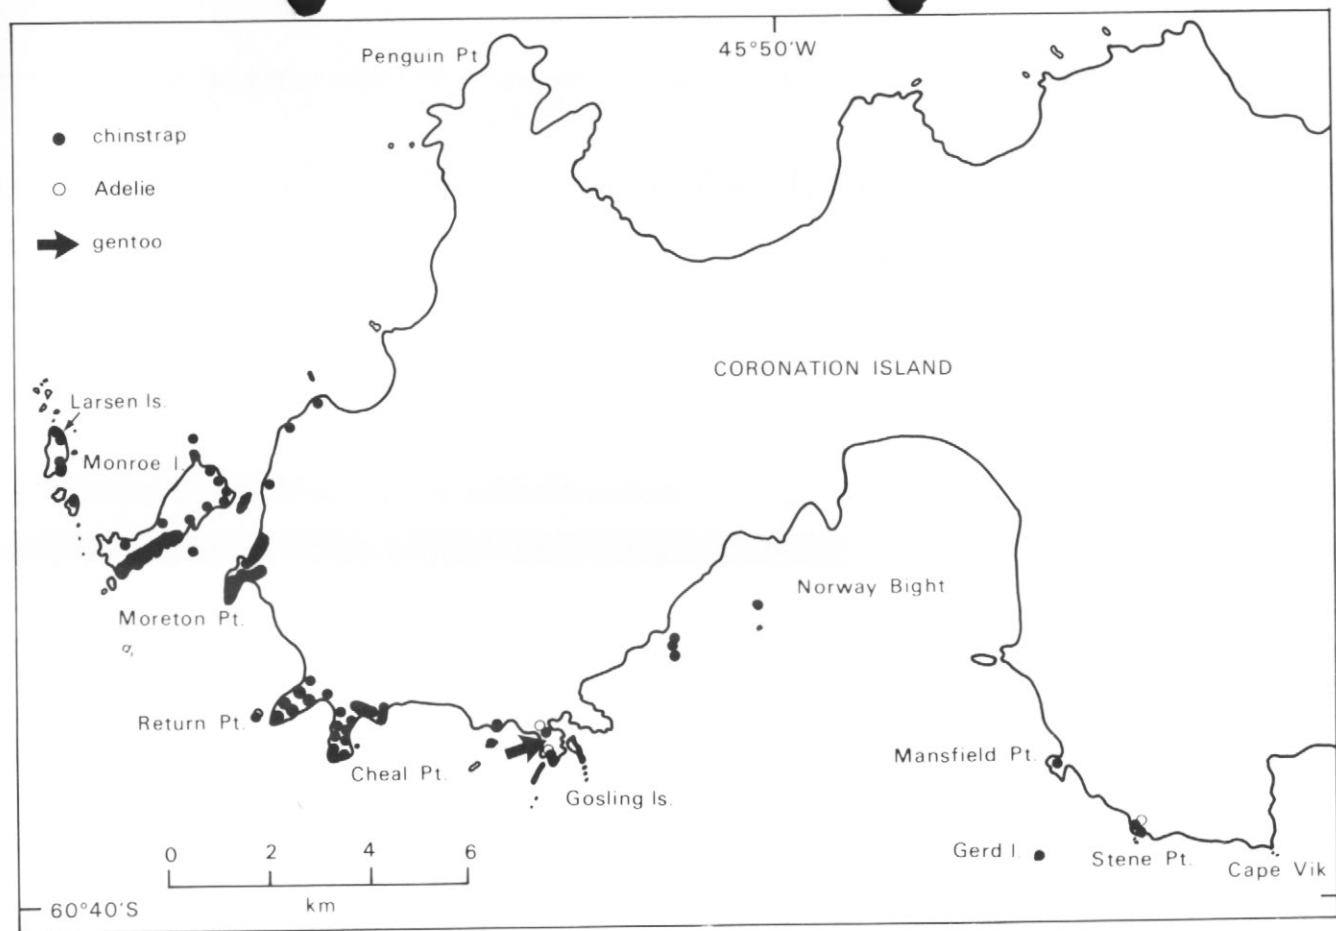 Penguin Pt
45°50'W
chinstrap
Adelie
gentoo
CORONATION ISLAND
Larsen Is.
Monroe I.
Norway Bight
Moreton Pt.
Return Pt.
Cheal Pt.
Gosling Is.
Mansfield Pt.
Gerd I.
Stene Pt.
Cape Vik
0 2 4 6
km
60°40'S